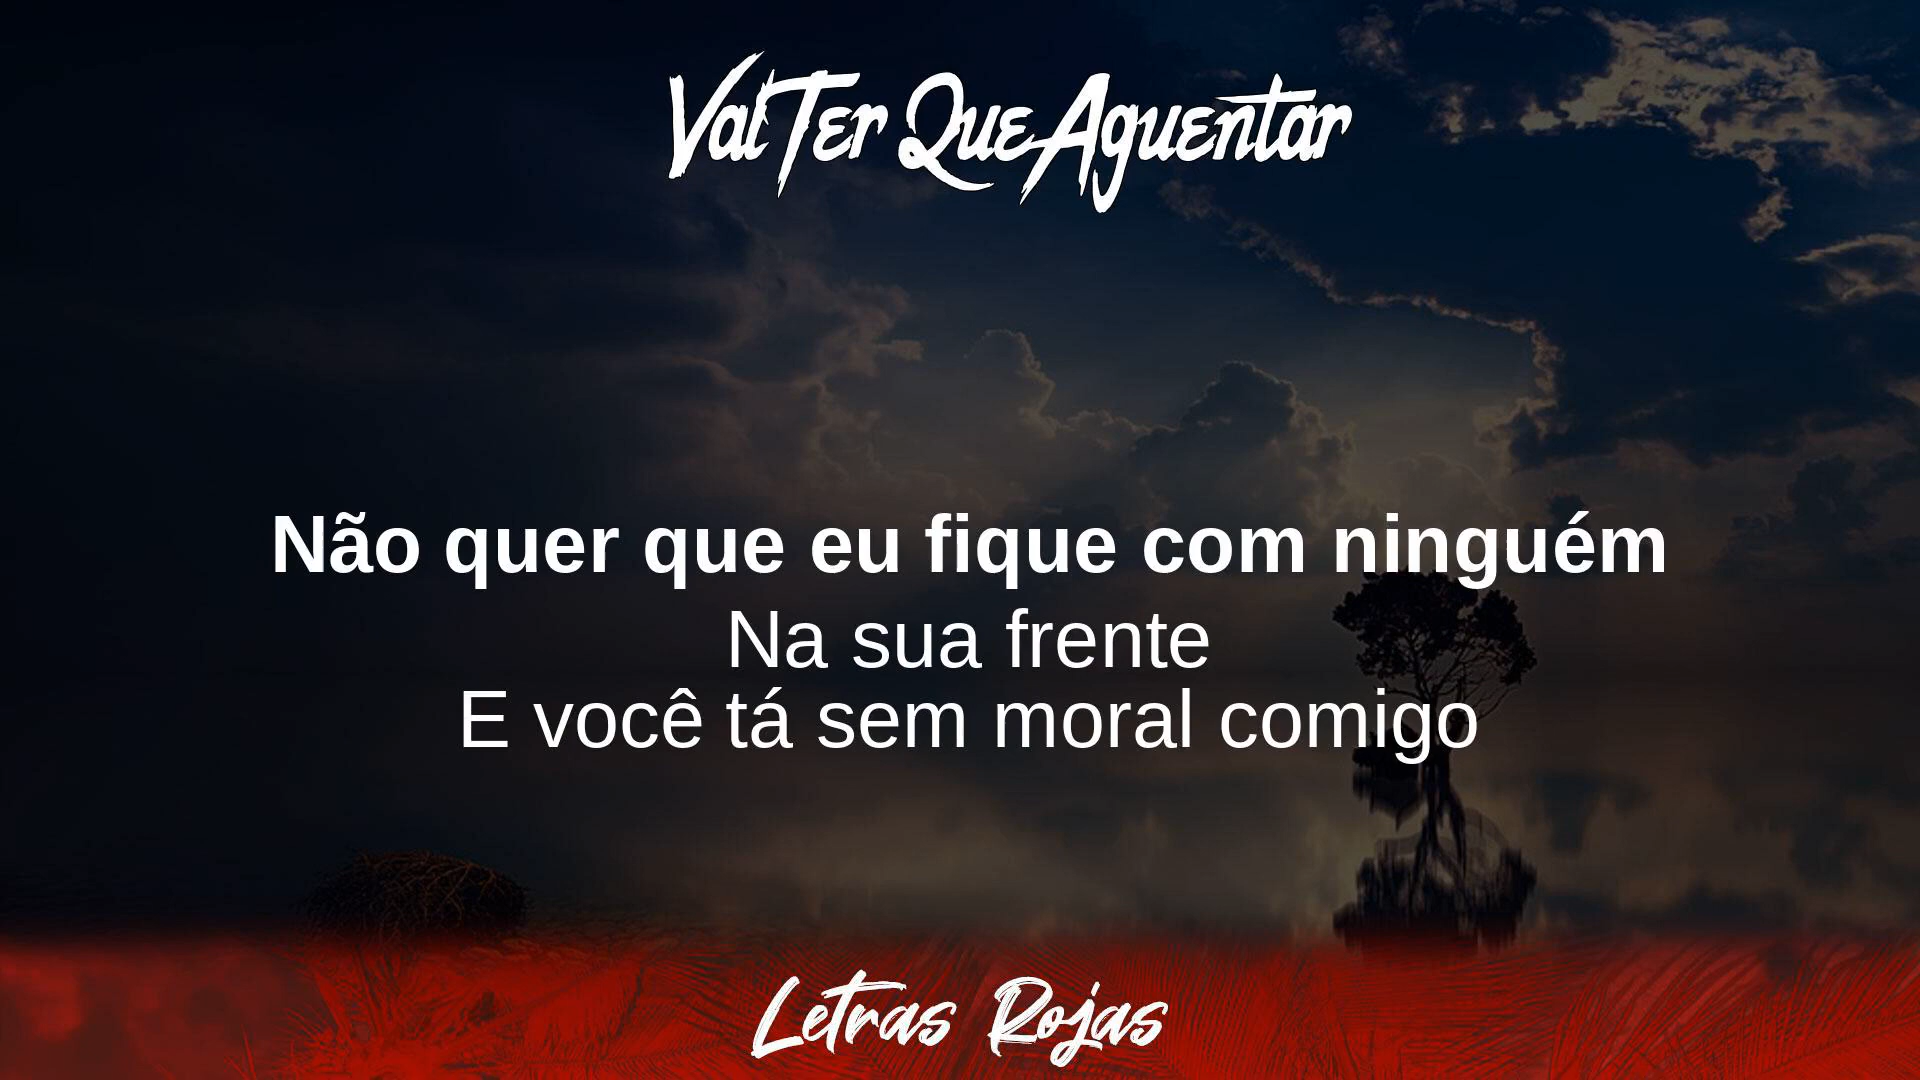 Vai Ter Que Aguentar
Não quer que eu fique com ninguém
Na sua frente
E você tá sem moral comigo
Letras Rojas